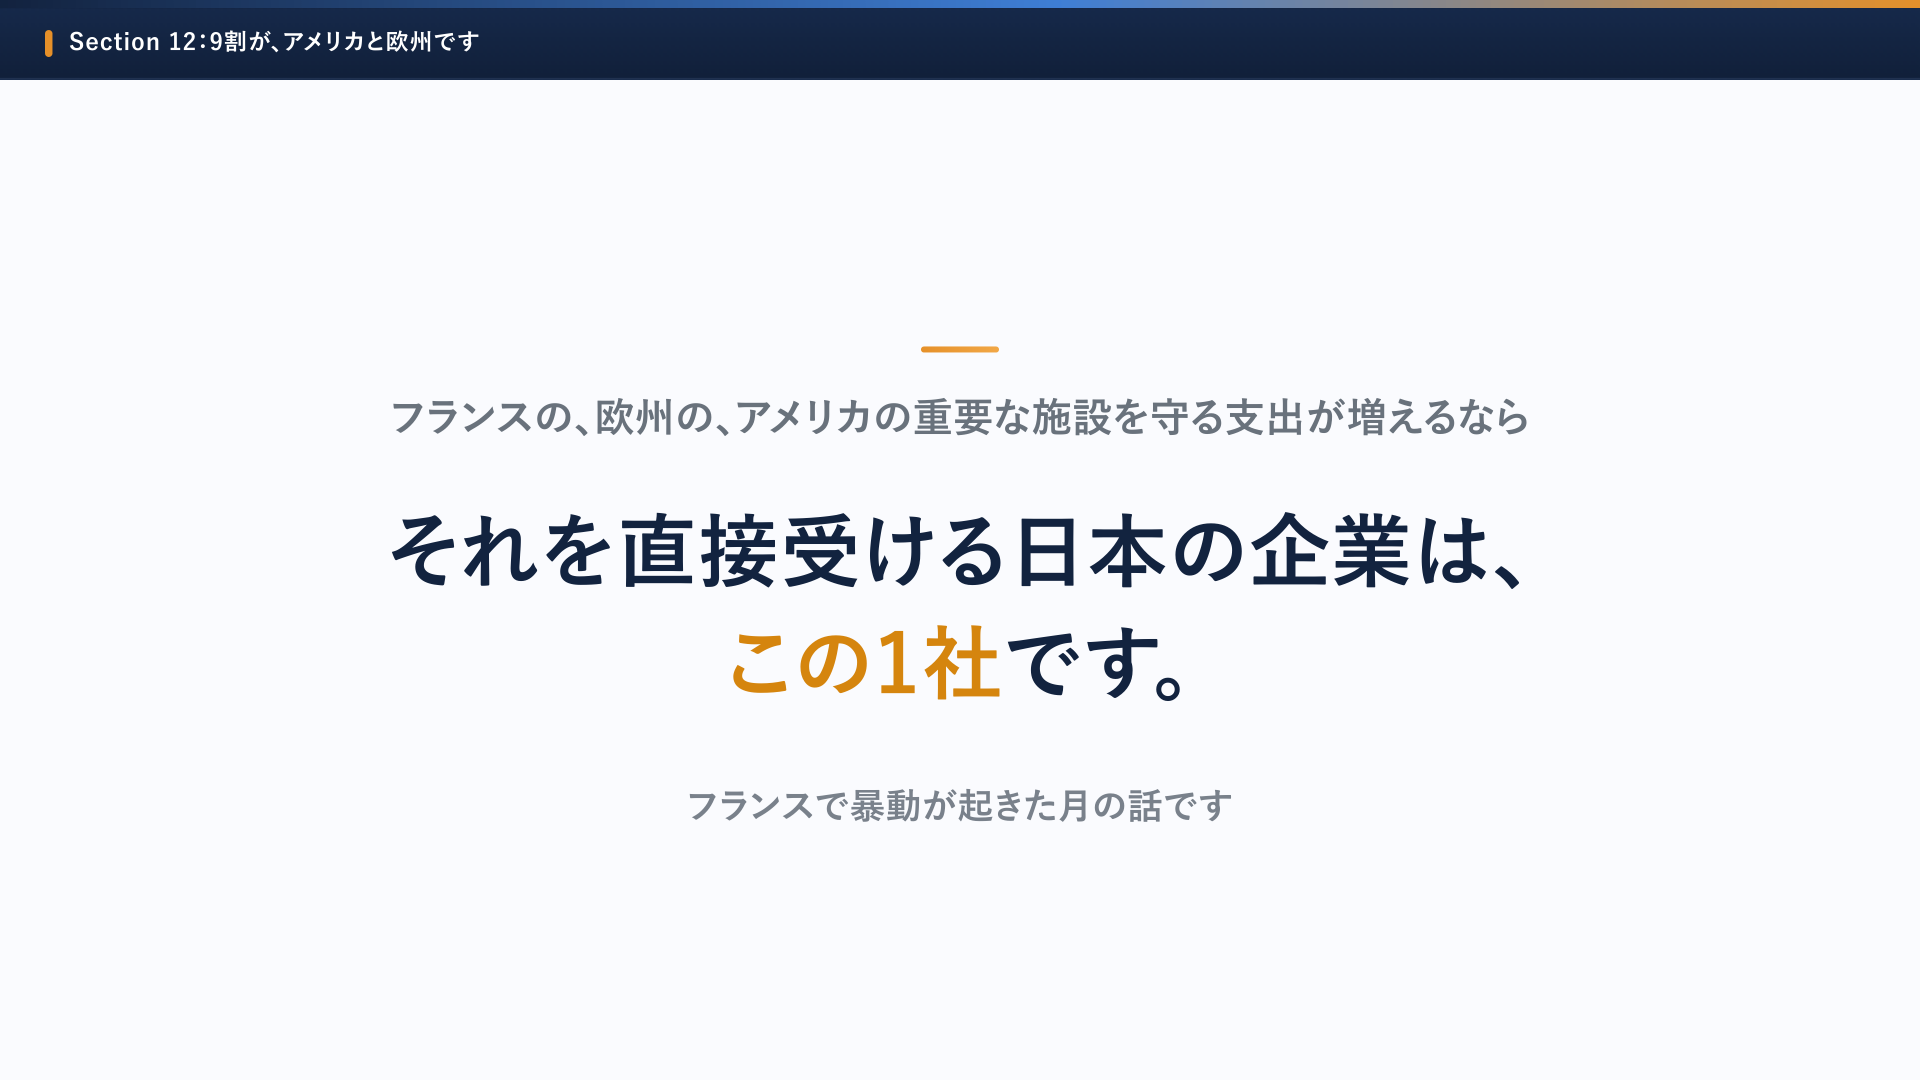 Section 12：9割が、アメリカと欧州です
フランスの、欧州の、アメリカの重要な施設を守る支出が増えるなら
それを直接受ける日本の企業は、
この1社です。
フランスで暴動が起きた月の話です